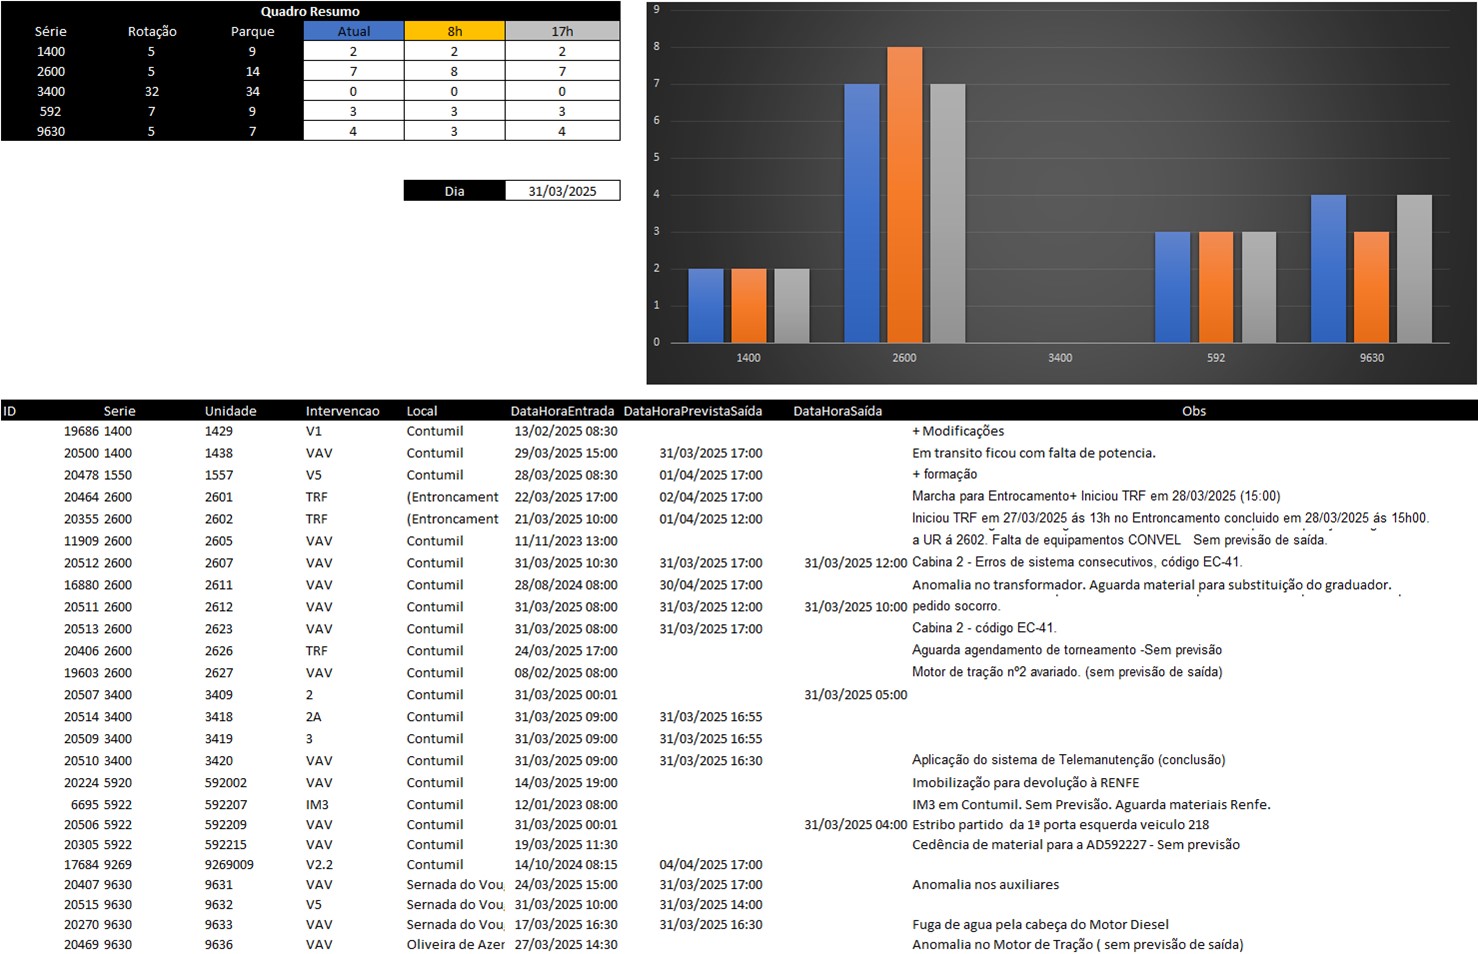 Quadro Resumo
Série Rotação Parque Atual 8h 17h
1400 5 9 2 2 2
2600 5 14 7 8 7
3400 32 34 0 0 0
592 7 9 3 3 3
9630 5 7 4 3 4
Dia 31/03/2025
9
8
7
6
5
4
3
2
1
0
1400 2600 3400 592 9630
ID Serie Unidade Intervencao Local DataHoraEntrada DataHoraPrevistaSaída DataHoraSaída Obs
19686 1400 1429 V1 Contumil 13/02/2025 08:30 + Modificações
20500 1400 1438 VAV Contumil 29/03/2025 15:00 31/03/2025 17:00 Em transito ficou com falta de potencia.
20478 1550 1557 V5 Contumil 28/03/2025 08:30 01/04/2025 17:00 + formação
20464 2600 2601 TRF (Entroncament 22/03/2025 17:00 02/04/2025 17:00 Marcha para Entrocamento+ Iniciou TRF em 28/03/2025 (15:00)
20355 2600 2602 TRF (Entroncament 21/03/2025 10:00 01/04/2025 12:00 Iniciou TRF em 27/03/2025 ás 13h no Entroncamento concluido em 28/03/2025 ás 15h00.
11909 2600 2605 VAV Contumil 11/11/2023 13:00 a UR á 2602. Falta de equipamentos CONVEL Sem previsão de saída.
20512 2600 2607 VAV Contumil 31/03/2025 10:30 31/03/2025 17:00 31/03/2025 12:00 Cabina 2 - Erros de sistema consecutivos, código EC-41.
16880 2600 2611 VAV Contumil 28/08/2024 08:00 30/04/2025 17:00 Anomalia no transformador. Aguarda material para substituição do graduador.
20511 2600 2612 VAV Contumil 31/03/2025 08:00 31/03/2025 12:00 31/03/2025 10:00 pedido socorro.
20513 2600 2623 VAV Contumil 31/03/2025 08:00 31/03/2025 17:00 Cabina 2 - código EC-41.
20406 2600 2626 TRF Contumil 24/03/2025 17:00 Aguarda agendamento de torneamento -Sem previsão
19603 2600 2627 VAV Contumil 08/02/2025 08:00 Motor de tração nº2 avariado. (sem previsão de saída)
20507 3400 3409 2 Contumil 31/03/2025 00:01 31/03/2025 05:00
20514 3400 3418 2A Contumil 31/03/2025 09:00 31/03/2025 16:55
20509 3400 3419 3 Contumil 31/03/2025 09:00 31/03/2025 16:55
20510 3400 3420 VAV Contumil 31/03/2025 09:00 31/03/2025 16:30 Aplicação do sistema de Telemanutenção (conclusão)
20224 5920 592002 VAV Contumil 14/03/2025 19:00 Imobilização para devolução à RENFE
6695 5922 592207 IM3 Contumil 12/01/2023 08:00 IM3 em Contumil. Sem Previsão. Aguarda materiais Renfe.
20506 5922 592209 VAV Contumil 31/03/2025 00:01 31/03/2025 04:00 Estribo partido da 1ª porta esquerda veiculo 218
20305 5922 592215 VAV Contumil 19/03/2025 11:30 Cedência de material para a AD592227 - Sem previsão
17684 9269 9269009 V2.2 Contumil 14/10/2024 08:15 04/04/2025 17:00
20407 9630 9631 VAV Sernada do Vou 24/03/2025 15:00 31/03/2025 17:00 Anomalia nos auxiliares
20515 9630 9632 V5 Sernada do Vou 31/03/2025 10:00 31/03/2025 14:00
20270 9630 9633 VAV Sernada do Vou 17/03/2025 16:30 31/03/2025 16:30 Fuga de agua pela cabeça do Motor Diesel
20469 9630 9636 VAV Oliveira de Azer 27/03/2025 14:30 Anomalia no Motor de Tração ( sem previsão de saída)